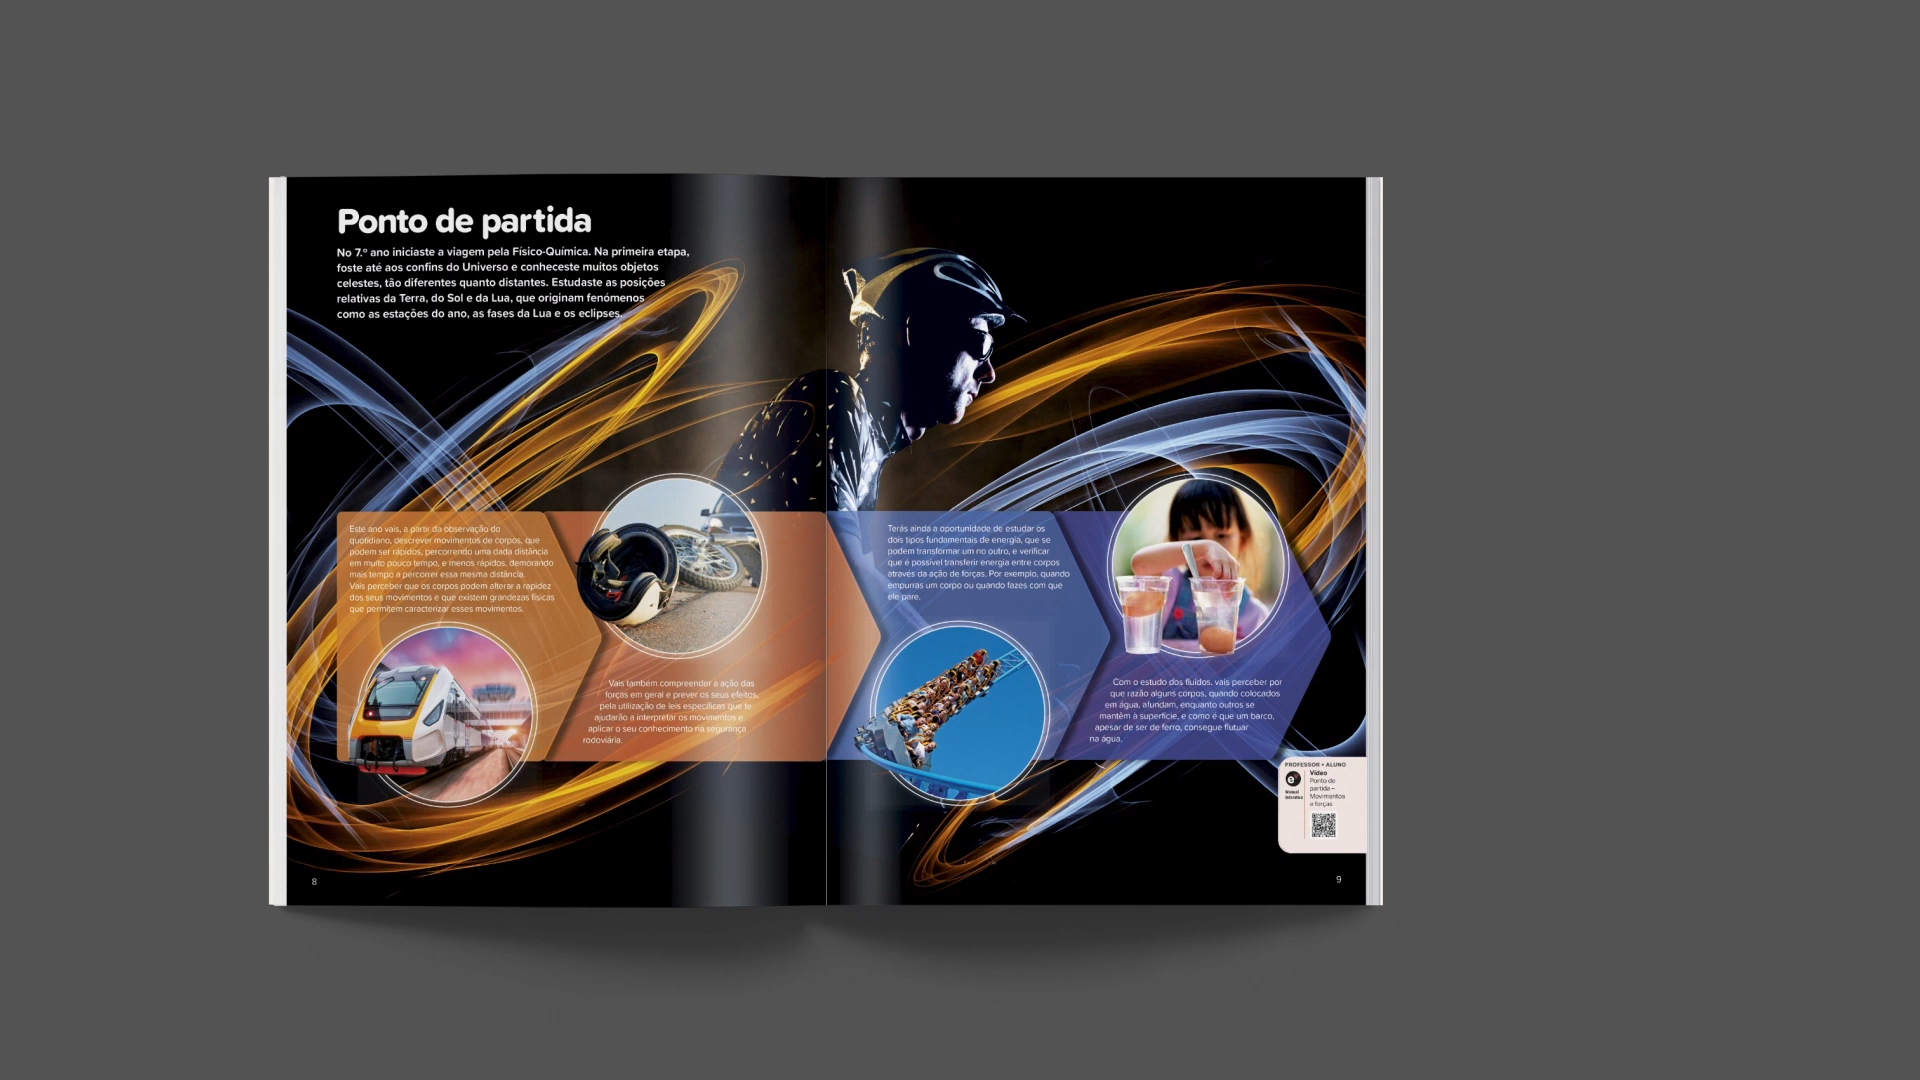 Ponto de partida
No 7.º ano iniciaste a viagem pela Físico-Química. Na primeira etapa,
foste até aos confins do Universo e conheceste muitos objetos
celestes, tão diferentes quanto distantes. Estudaste as posições
relativas da Terra, do Sol e da Lua, que originam fenómenos
como as estações do ano, as fases da Lua e os eclipses.
Este ano vais, a partir da observação do
quotidiano, descrever movimentos de corpos, que
podem ser rápidos, percorrendo uma dada distância
em muito pouco tempo, e menos rápidos, demorando
mais tempo a percorrer essa mesma distância.
Vais perceber que os corpos podem alterar a rapidez
dos seus movimentos e que existem grandezas físicas
que permitem caracterizar esses movimentos.
Vais também compreender a ação das
forças em geral e prever os seus efeitos,
pela utilização de leis específicas que te
ajudarão a interpretar os movimentos e
aplicar o seu conhecimento na segurança
rodoviária.
Terás ainda a oportunidade de estudar os
dois tipos fundamentais de energia, que se
podem transformar um no outro, e verificar
que é possível transferir energia entre corpos
através da ação de forças. Por exemplo, quando
empurras um corpo ou quando fazes com que
ele pare.
Com o estudo dos fluidos, vais perceber por
que razão alguns corpos, quando colocados
em água, afundam, enquanto outros se
mantêm à superfície, e como é que um barco,
apesar de ser de ferro, consegue flutuar
na água.
PROFESSOR • ALUNO
e
Manual
Interativo
Vídeo
Ponto de
partida –
Movimentos
e forças
8
9